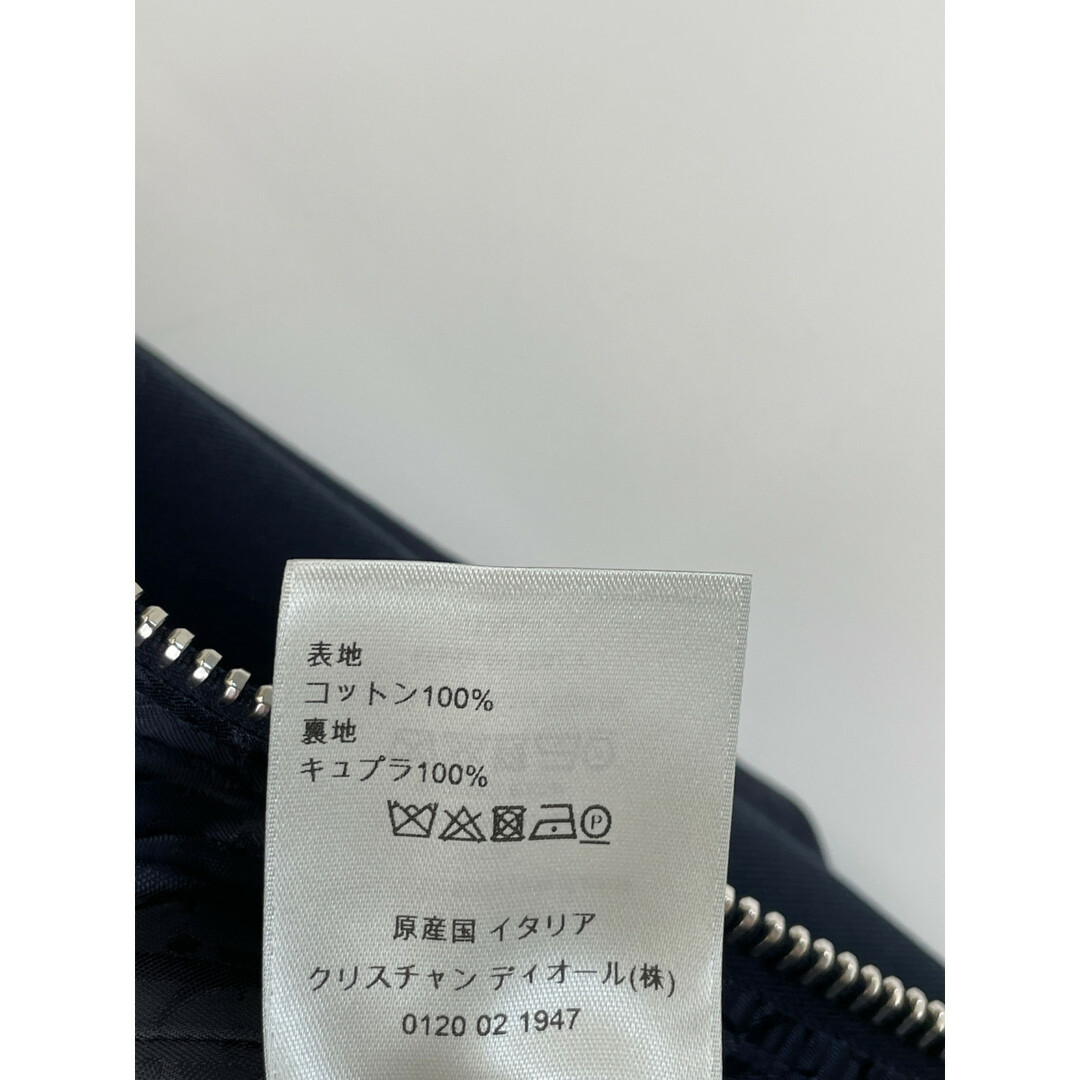 表地
コットン100%
裏地
キュプラ100%
P
原産国 イタリア
クリスチャン ディオール(株)
0120 02 1947